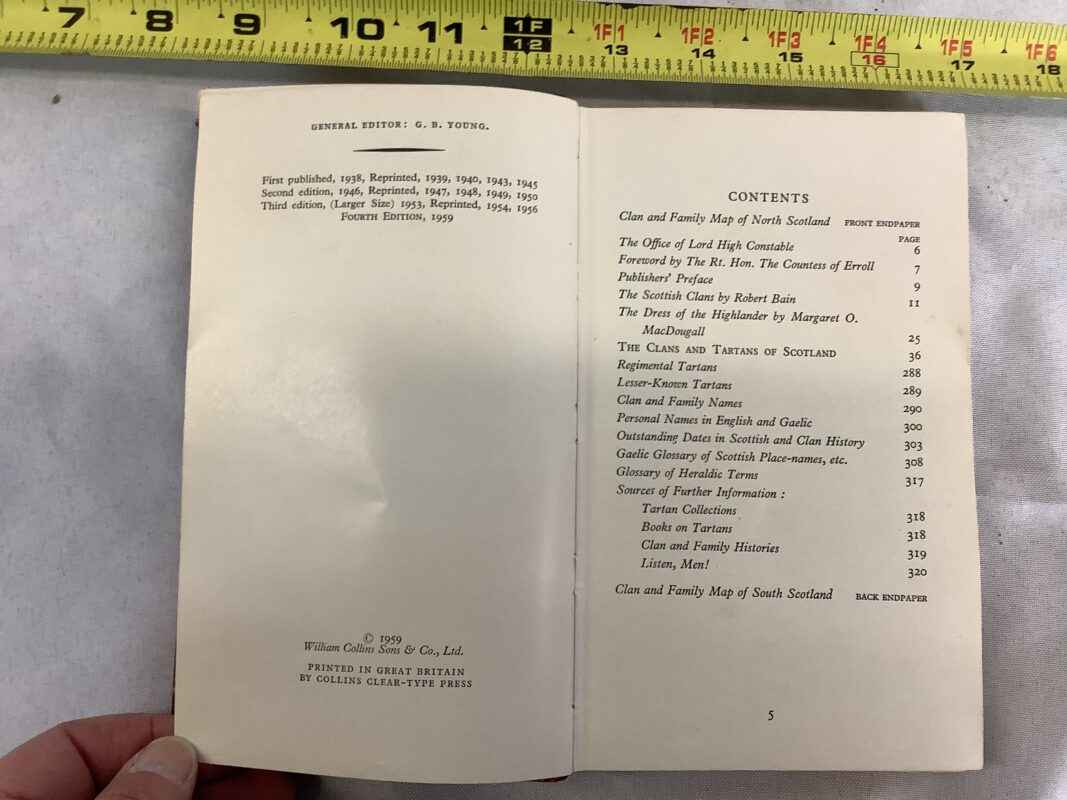 7 8 9 10 11 1F 1F1 1F2 1F3 1F4 1F5 1F6
12 13 14 15 16 17 18
GENERAL EDITOR: G. B. YOUNG.
First published, 1938, Reprinted, 1939, 1940, 1943, 1945
Second edition, 1946, Reprinted, 1947, 1948, 1949, 1950
Third edition, (Larger Size) 1953, Reprinted, 1954, 1956
FOURTH EDITION, 1959
© 1959
William Collins Sons & Co., Ltd.
PRINTED IN GREAT BRITAIN
BY COLLINS CLEAR-TYPE PRESS
CONTENTS
Clan and Family Map of North Scotland FRONT ENDPAPER
PAGE
The Office of Lord High Constable 6
Foreword by The Rt. Hon. The Countess of Erroll 7
Publishers' Preface 9
The Scottish Clans by Robert Bain 11
The Dress of the Highlander by Margaret O.
MacDougall 25
THE CLANS AND TARTANS OF SCOTLAND 36
Regimental Tartans 288
Lesser-Known Tartans 289
Clan and Family Names 290
Personal Names in English and Gaelic 300
Outstanding Dates in Scottish and Clan History 303
Gaelic Glossary of Scottish Place-names, etc. 308
Glossary of Heraldic Terms 317
Sources of Further Information :
Tartan Collections 318
Books on Tartans 318
Clan and Family Histories 319
Listen, Men! 320
Clan and Family Map of South Scotland BACK ENDPAPER
5